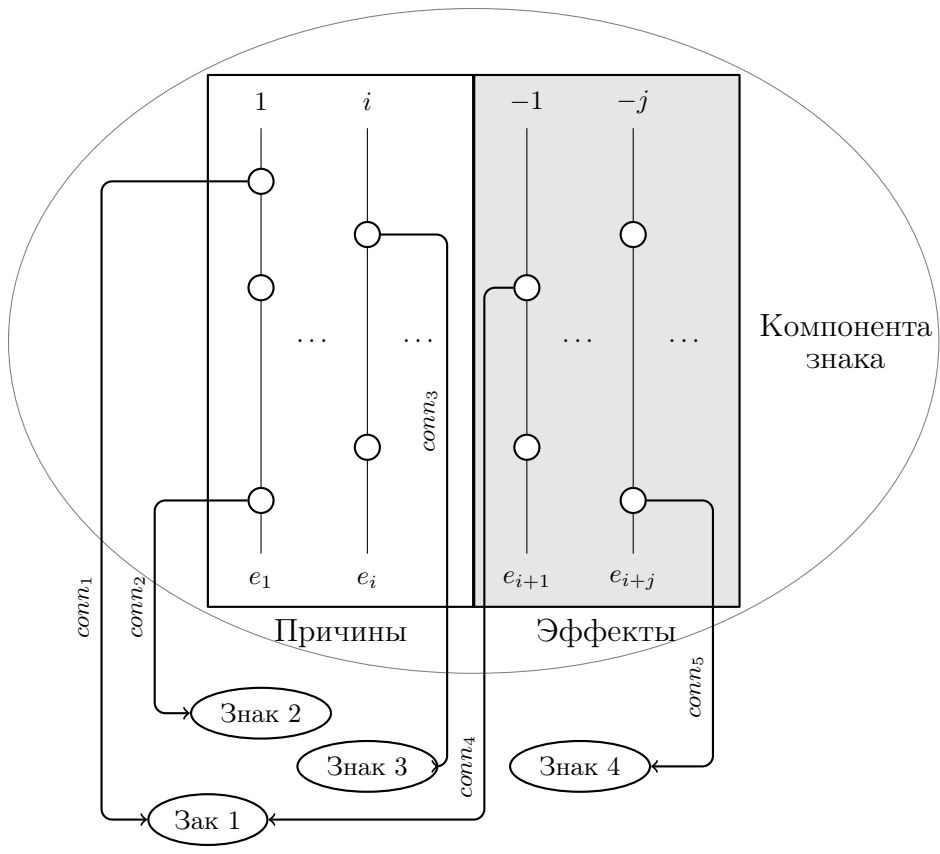 1 i −1 −j
... ... ... ...
Компонента
знака
conn₃
e₁ eᵢ eᵢ₊₁ eᵢ₊ⱼ
conn₁ conn₂
Причины Эффекты
conn₅
Знак 2
conn₄
Знак 3 Знак 4
Зак 1